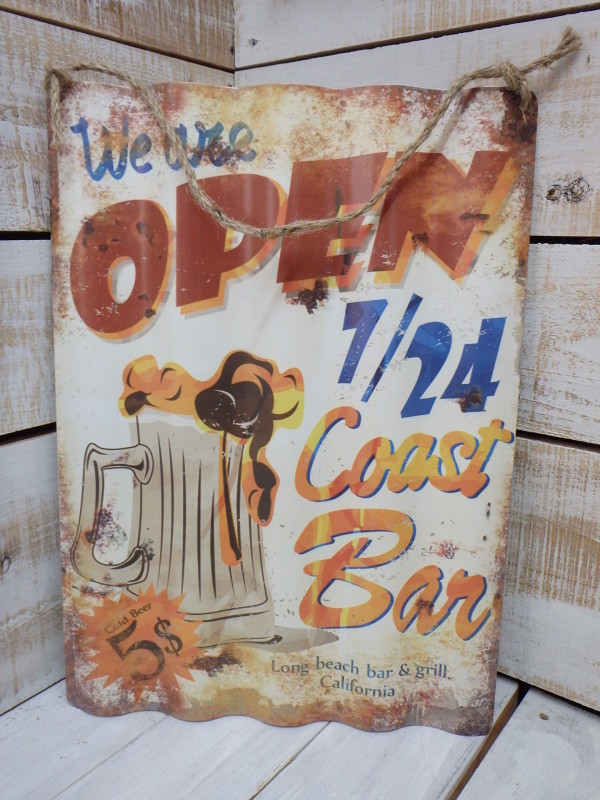 We are
OPEN
7/24
Coast
Bar
Cold Beer
5$
Long beach bar & grill.
California